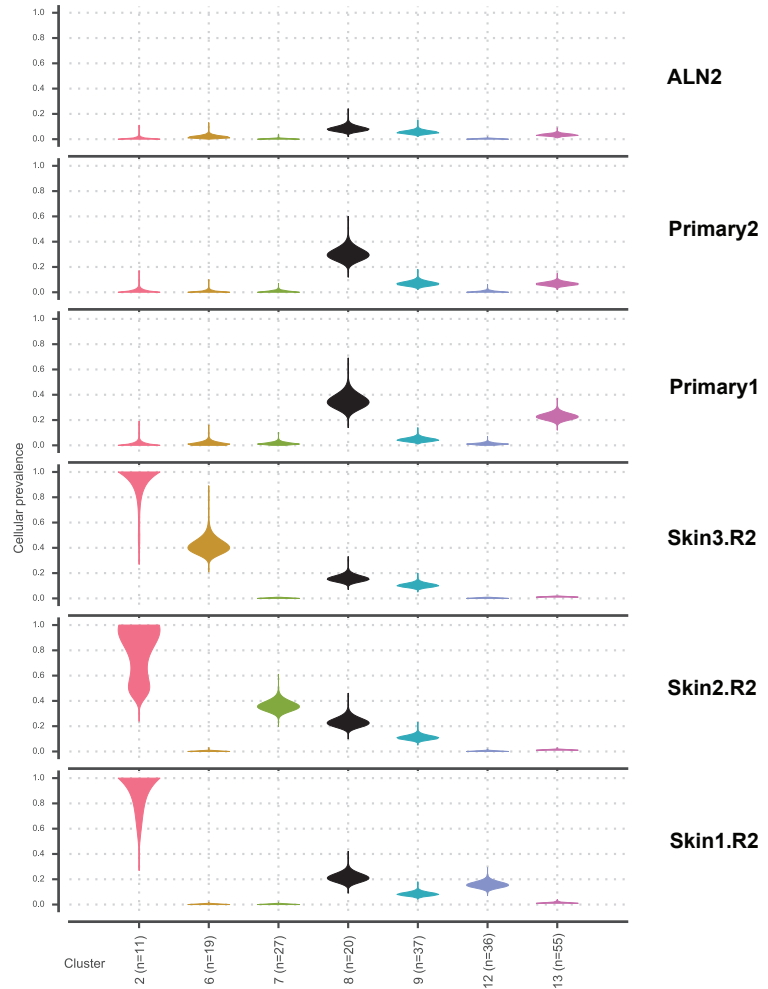 1.0
0.8
0.6
0.4
0.2
0.0
ALN2
1.0
0.8
0.6
0.4
0.2
0.0
Primary2
1.0
0.8
0.6
0.4
0.2
0.0
Primary1
Cellular prevalence
1.0
0.8
0.6
0.4
0.2
0.0
Skin3.R2
1.0
0.8
0.6
0.4
0.2
0.0
Skin2.R2
1.0
0.8
0.6
0.4
0.2
0.0
Skin1.R2
Cluster
2 (n=11)
6 (n=19)
7 (n=27)
8 (n=20)
9 (n=37)
12 (n=36)
13 (n=55)